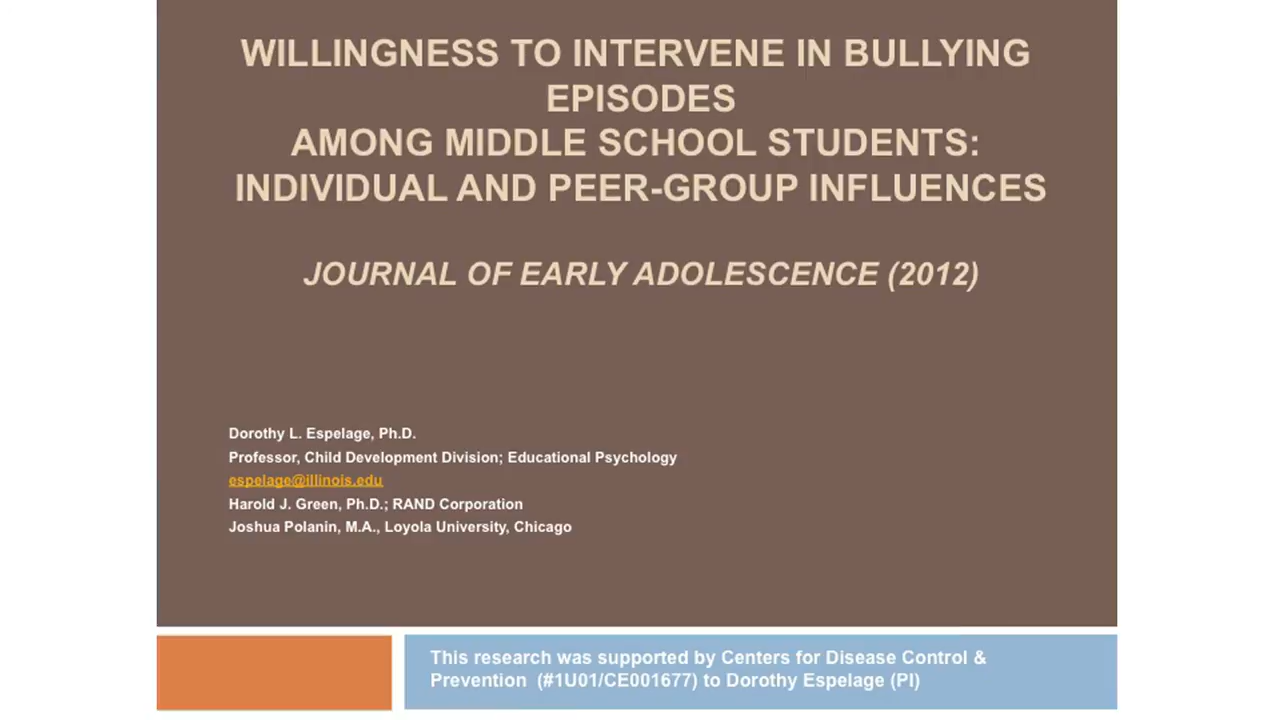 WILLINGNESS TO INTERVENE IN BULLYING
EPISODES
AMONG MIDDLE SCHOOL STUDENTS:
INDIVIDUAL AND PEER-GROUP INFLUENCES
JOURNAL OF EARLY ADOLESCENCE (2012)
Dorothy L. Espelage, Ph.D.
Professor, Child Development Division; Educational Psychology
espelage@illinois.edu
Harold J. Green, Ph.D.; RAND Corporation
Joshua Polanin, M.A., Loyola University, Chicago
This research was supported by Centers for Disease Control &
Prevention (#1U01/CE001677) to Dorothy Espelage (PI)